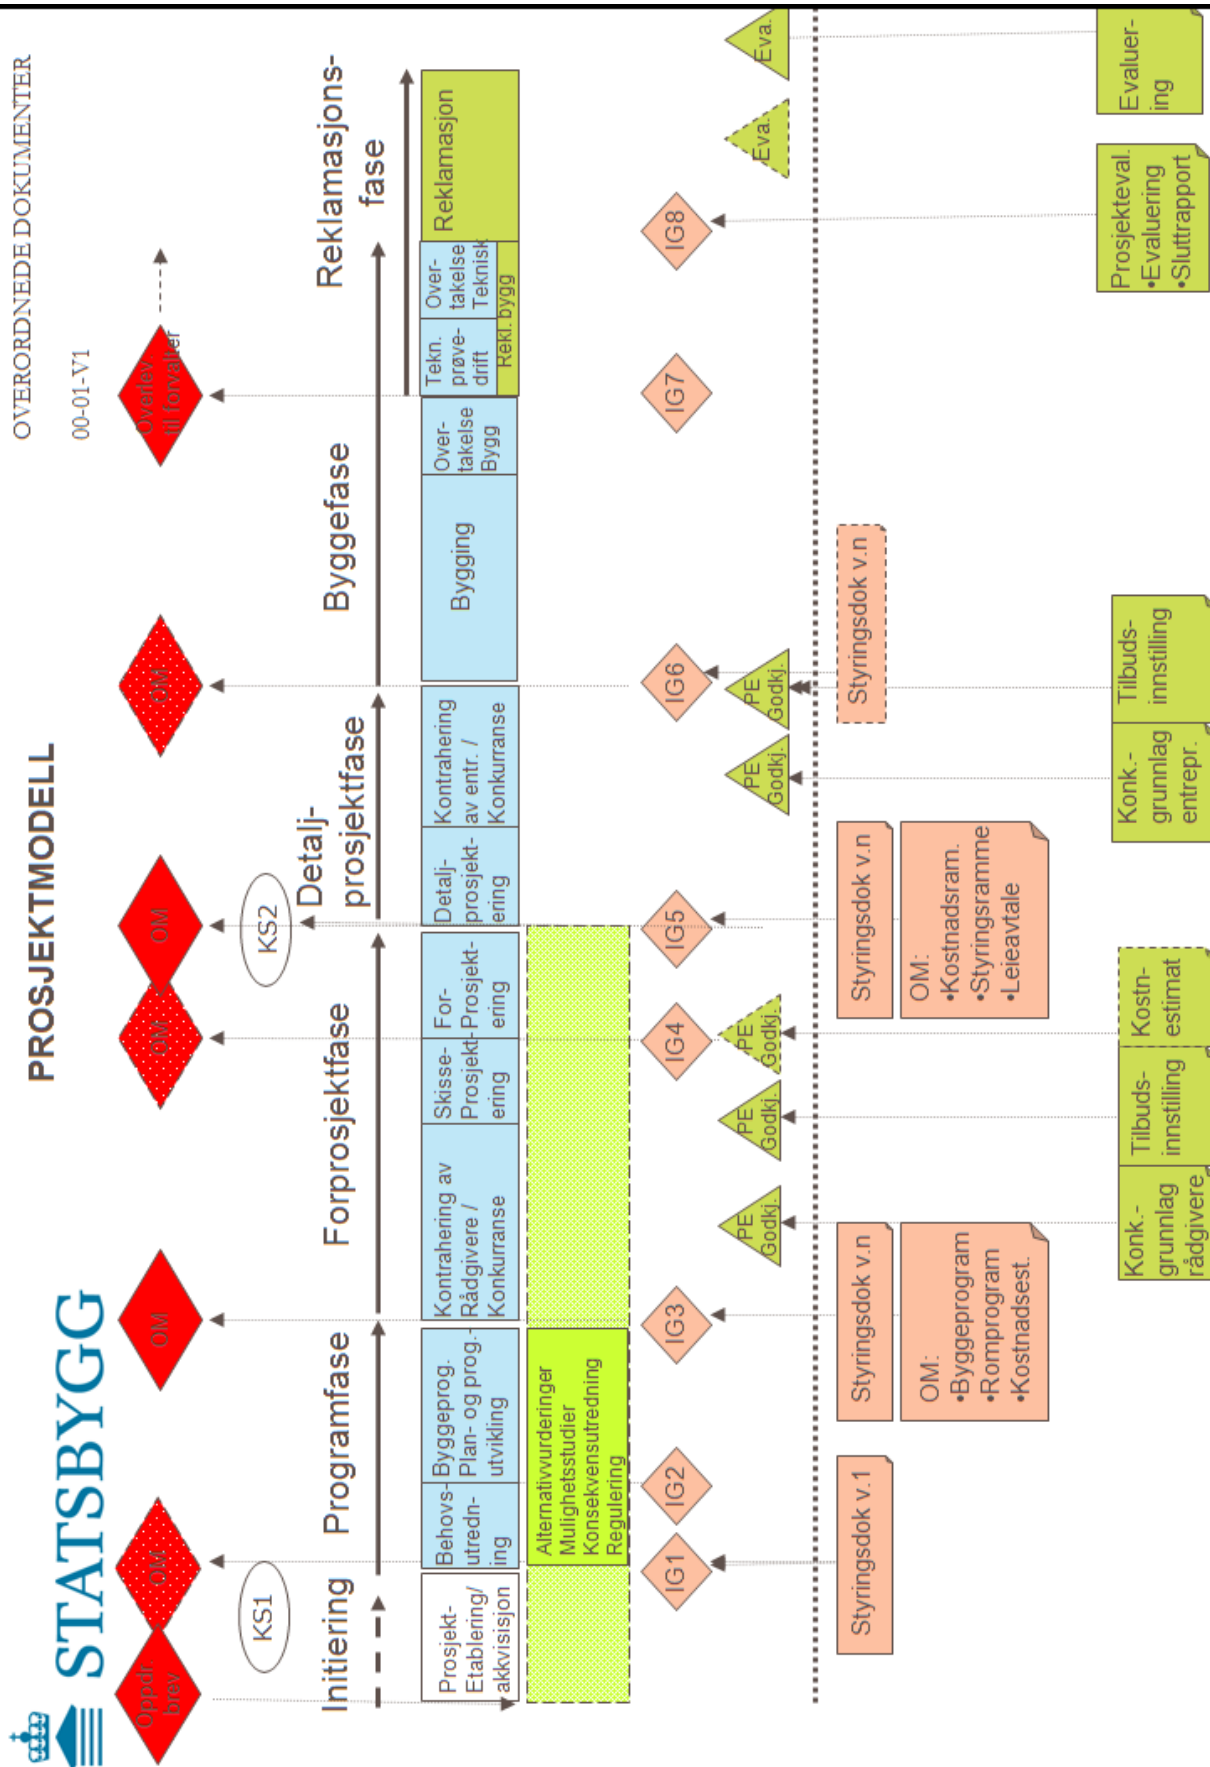 OVERORDNEDE DOKUMENTER
STATSBYGG
PROSJEKTMODELL
00-01-V1
Oppdr.
brev
OM
OM
OM
OM
OM
Overlev
til forvalter
KS1
KS2
Initiering
Programfase
Forprosjektfase
Detalj-
prosjektfase
Byggefase
Reklamasjons-
fase
Prosjekt-
Etablering/
akkvisisjon
Behovs-
utredn-
ing
Byggeprog.
Plan- og prog.-
utvikling
Kontrahering av
Rådgivere /
Konkurranse
Skisse-
Prosjekt-
ering
For-
Prosjekt-
ering
Detalj-
prosjekt-
ering
Kontrahering
av entr. /
Konkurranse
Bygging
Over-
takelse
Bygg
Tekn.
prøve-
drift
Over-
takelse
Teknisk
Rekl. bygg
Reklamasjon
Alternativvurderinger
Mulighetsstudier
Konsekvensutredning
Regulering
IG1
IG2
IG3
IG4
IG5
IG6
IG7
IG8
PE
Godkj.
PE
Godkj.
PE
Godkj.
PE
Godkj.
PE
Godkj.
Eva.
Eva.
Styringsdok v.1
Styringsdok v.n
OM:
•Byggeprogram
•Romprogram
•Kostnadsest.
Styringsdok v.n
OM:
•Kostnadsram.
•Styringsramme
•Leieavtale
Styringsdok v.n
Konk.-
grunnlag
rådgivere
Tilbuds-
innstilling
Kostn-
estimat
Konk.-
grunnlag
entrepr.
Tilbuds-
innstilling
Prosjekteval.
•Evaluering
•Sluttrapport
Evaluer-
ing